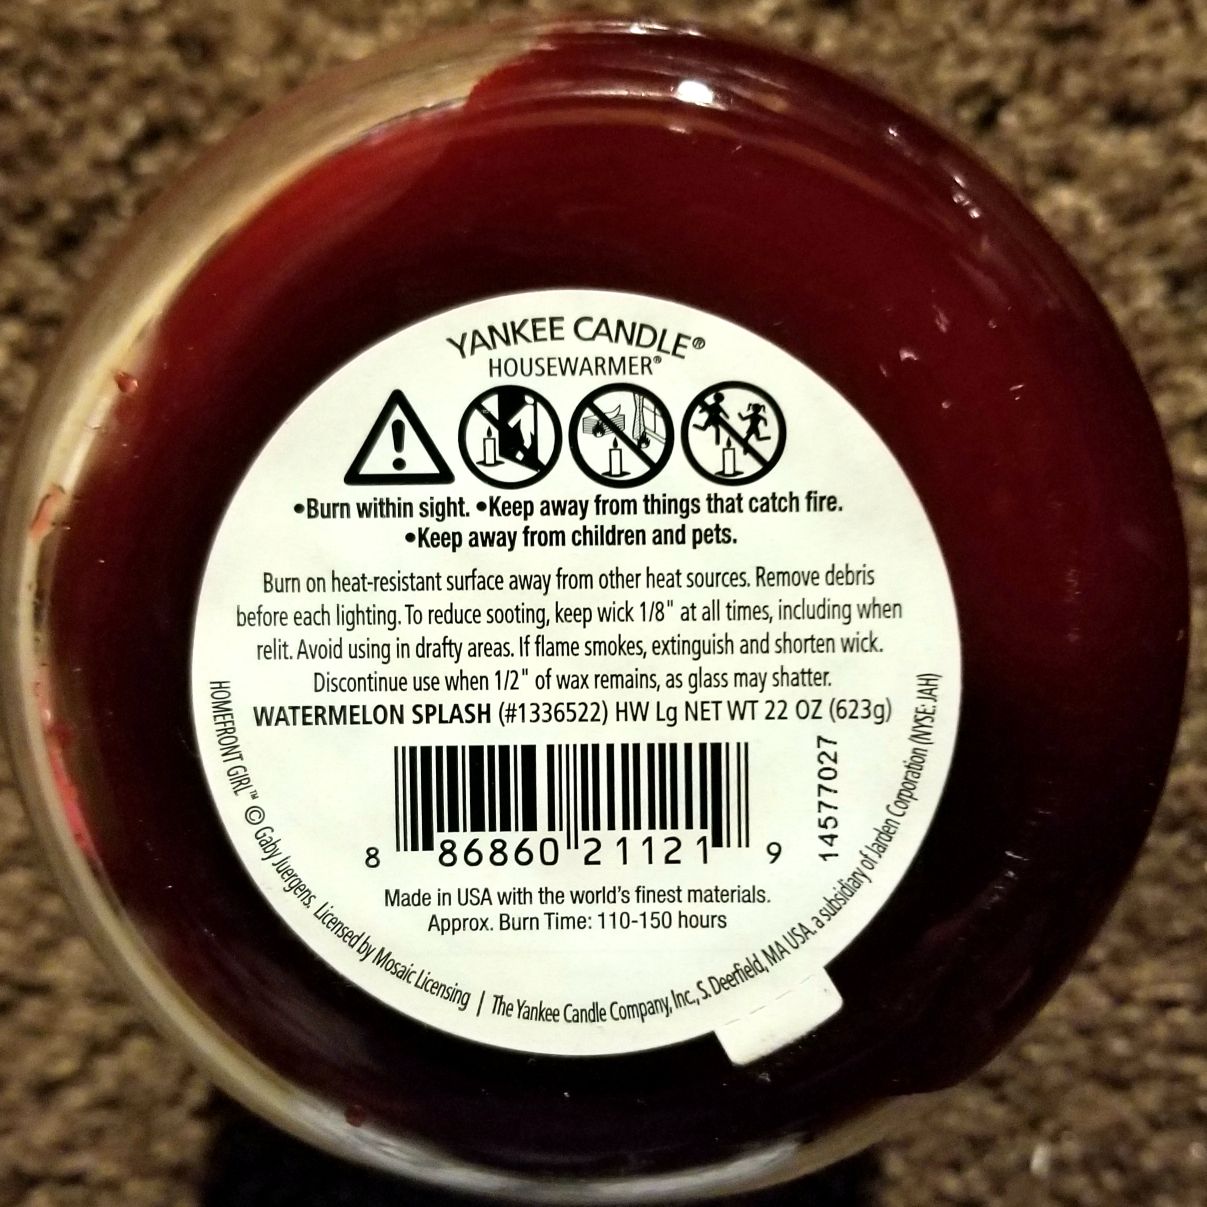 YANKEE CANDLE®
HOUSEWARMER®
•Burn within sight. •Keep away from things that catch fire.
•Keep away from children and pets.
Burn on heat-resistant surface away from other heat sources. Remove debris
before each lighting. To reduce sooting, keep wick 1/8" at all times, including when
relit. Avoid using in drafty areas. If flame smokes, extinguish and shorten wick.
Discontinue use when 1/2" of wax remains, as glass may shatter.
WATERMELON SPLASH (#1336522) HW Lg NET WT 22 OZ (623g)
8 86860 21121 9
14577027
Made in USA with the world's finest materials.
Approx. Burn Time: 110-150 hours
HOMEFRONT GIRL™ © Gaby Juergens. Licensed by Mosaic Licensing | The Yankee Candle Company, Inc., S. Deerfield, MA USA. a subsidiary of Jarden Corporation (NYSE: JAH)